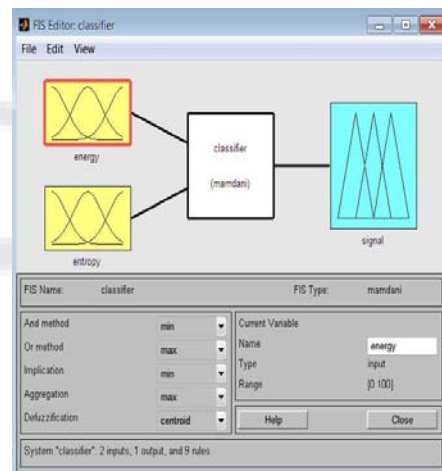 FIS Editor: classifier
File Edit View
energy
entropy
classifier
(mamdani)
signal
FIS Name: classifier FIS Type: mamdani
And method min
Or method max
Implication min
Aggregation max
Defuzzification centroid
Current Variable
Name energy
Type input
Range [0 100]
Help Close
System "classifier": 2 inputs, 1 output, and 9 rules